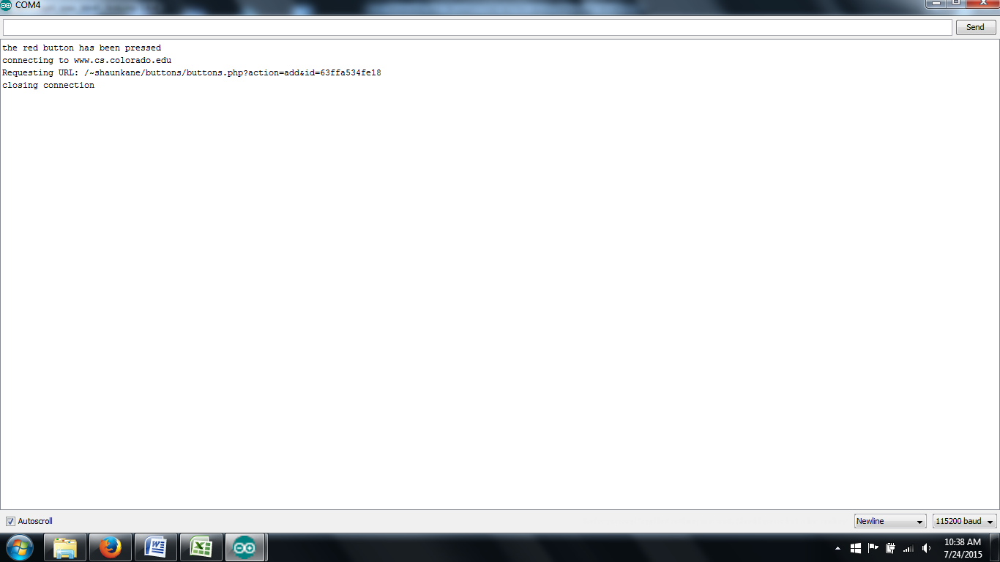 COM4
Send
the red button has been pressed
connecting to www.cs.colorado.edu
Requesting URL: /~shaunkane/buttons/buttons.php?action=add&id=63ffa534fe18
closing connection
Autoscroll
Newline
115200 baud
10:38 AM
7/24/2015